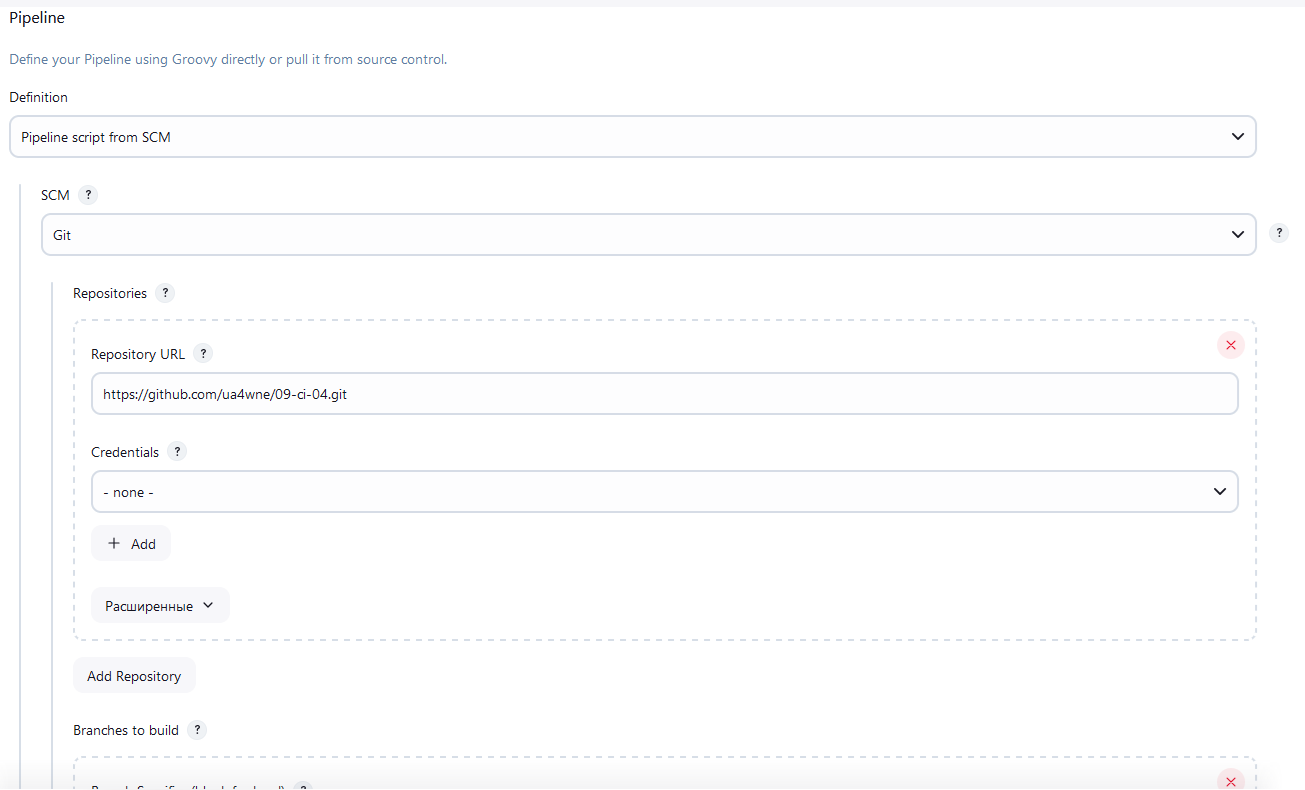 Pipeline
Define your Pipeline using Groovy directly or pull it from source control.
Definition
Pipeline script from SCM
SCM ?
Git
?
Repositories ?
Repository URL ?
https://github.com/ua4wne/09-ci-04.git
Credentials ?
- none -
+ Add
Расширенные
Add Repository
Branches to build ?